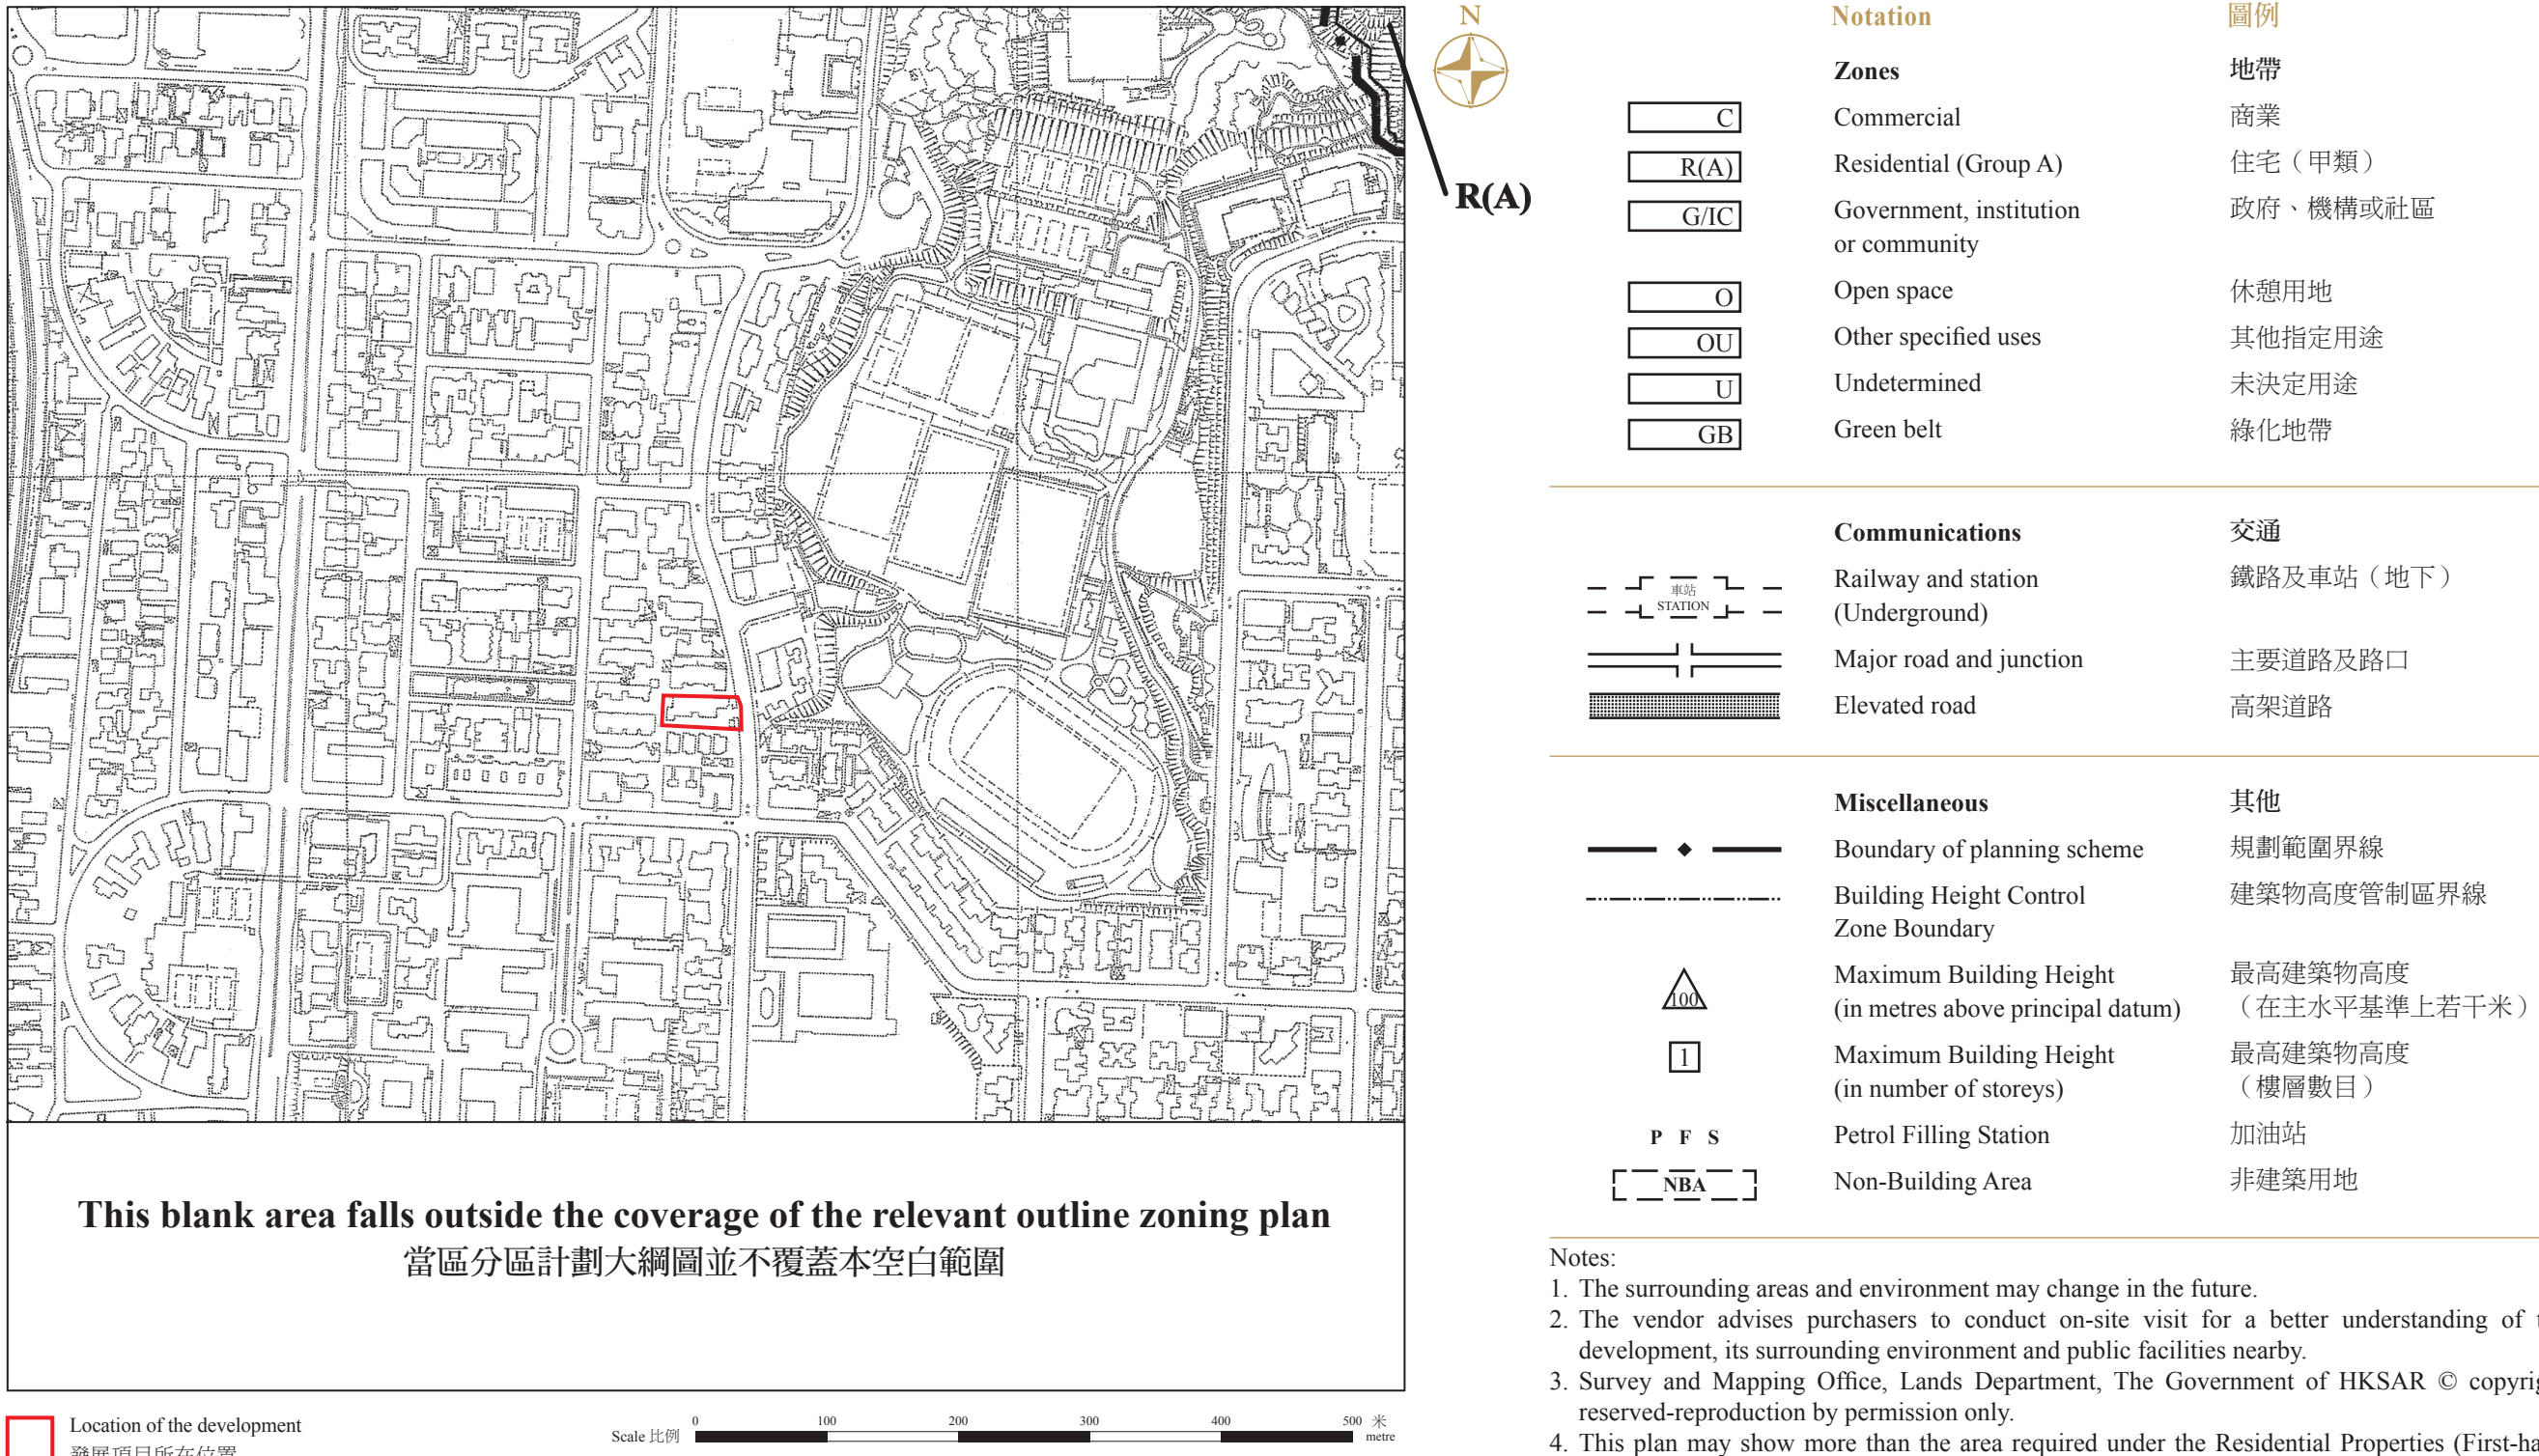 N
R(A)
Notation 圖例
Zones 地帶
C Commercial 商業
R(A) Residential (Group A) 住宅（甲類）
G/IC Government, institution 政府、機構或社區
or community
O Open space 休憩用地
OU Other specified uses 其他指定用途
U Undetermined 未決定用途
GB Green belt 綠化地帶
Communications 交通
車站 Railway and station 鐵路及車站（地下）
STATION (Underground)
Major road and junction 主要道路及路口
Elevated road 高架道路
Miscellaneous 其他
Boundary of planning scheme 規劃範圍界線
Building Height Control 建築物高度管制區界線
Zone Boundary
100 Maximum Building Height 最高建築物高度
(in metres above principal datum) （在主水平基準上若干米）
1 Maximum Building Height 最高建築物高度
(in number of storeys) （樓層數目）
P F S Petrol Filling Station 加油站
NBA Non-Building Area 非建築用地
This blank area falls outside the coverage of the relevant outline zoning plan
當區分區計劃大綱圖並不覆蓋本空白範圍
Location of the development
發展項目所在位置
Scale 比例 0 100 200 300 400 500 米
metre
Notes:
1. The surrounding areas and environment may change in the future.
2. The vendor advises purchasers to conduct on-site visit for a better understanding of
development, its surrounding environment and public facilities nearby.
3. Survey and Mapping Office, Lands Department, The Government of HKSAR © copyrig
reserved-reproduction by permission only.
4. This plan may show more than the area required under the Residential Properties (First-ha